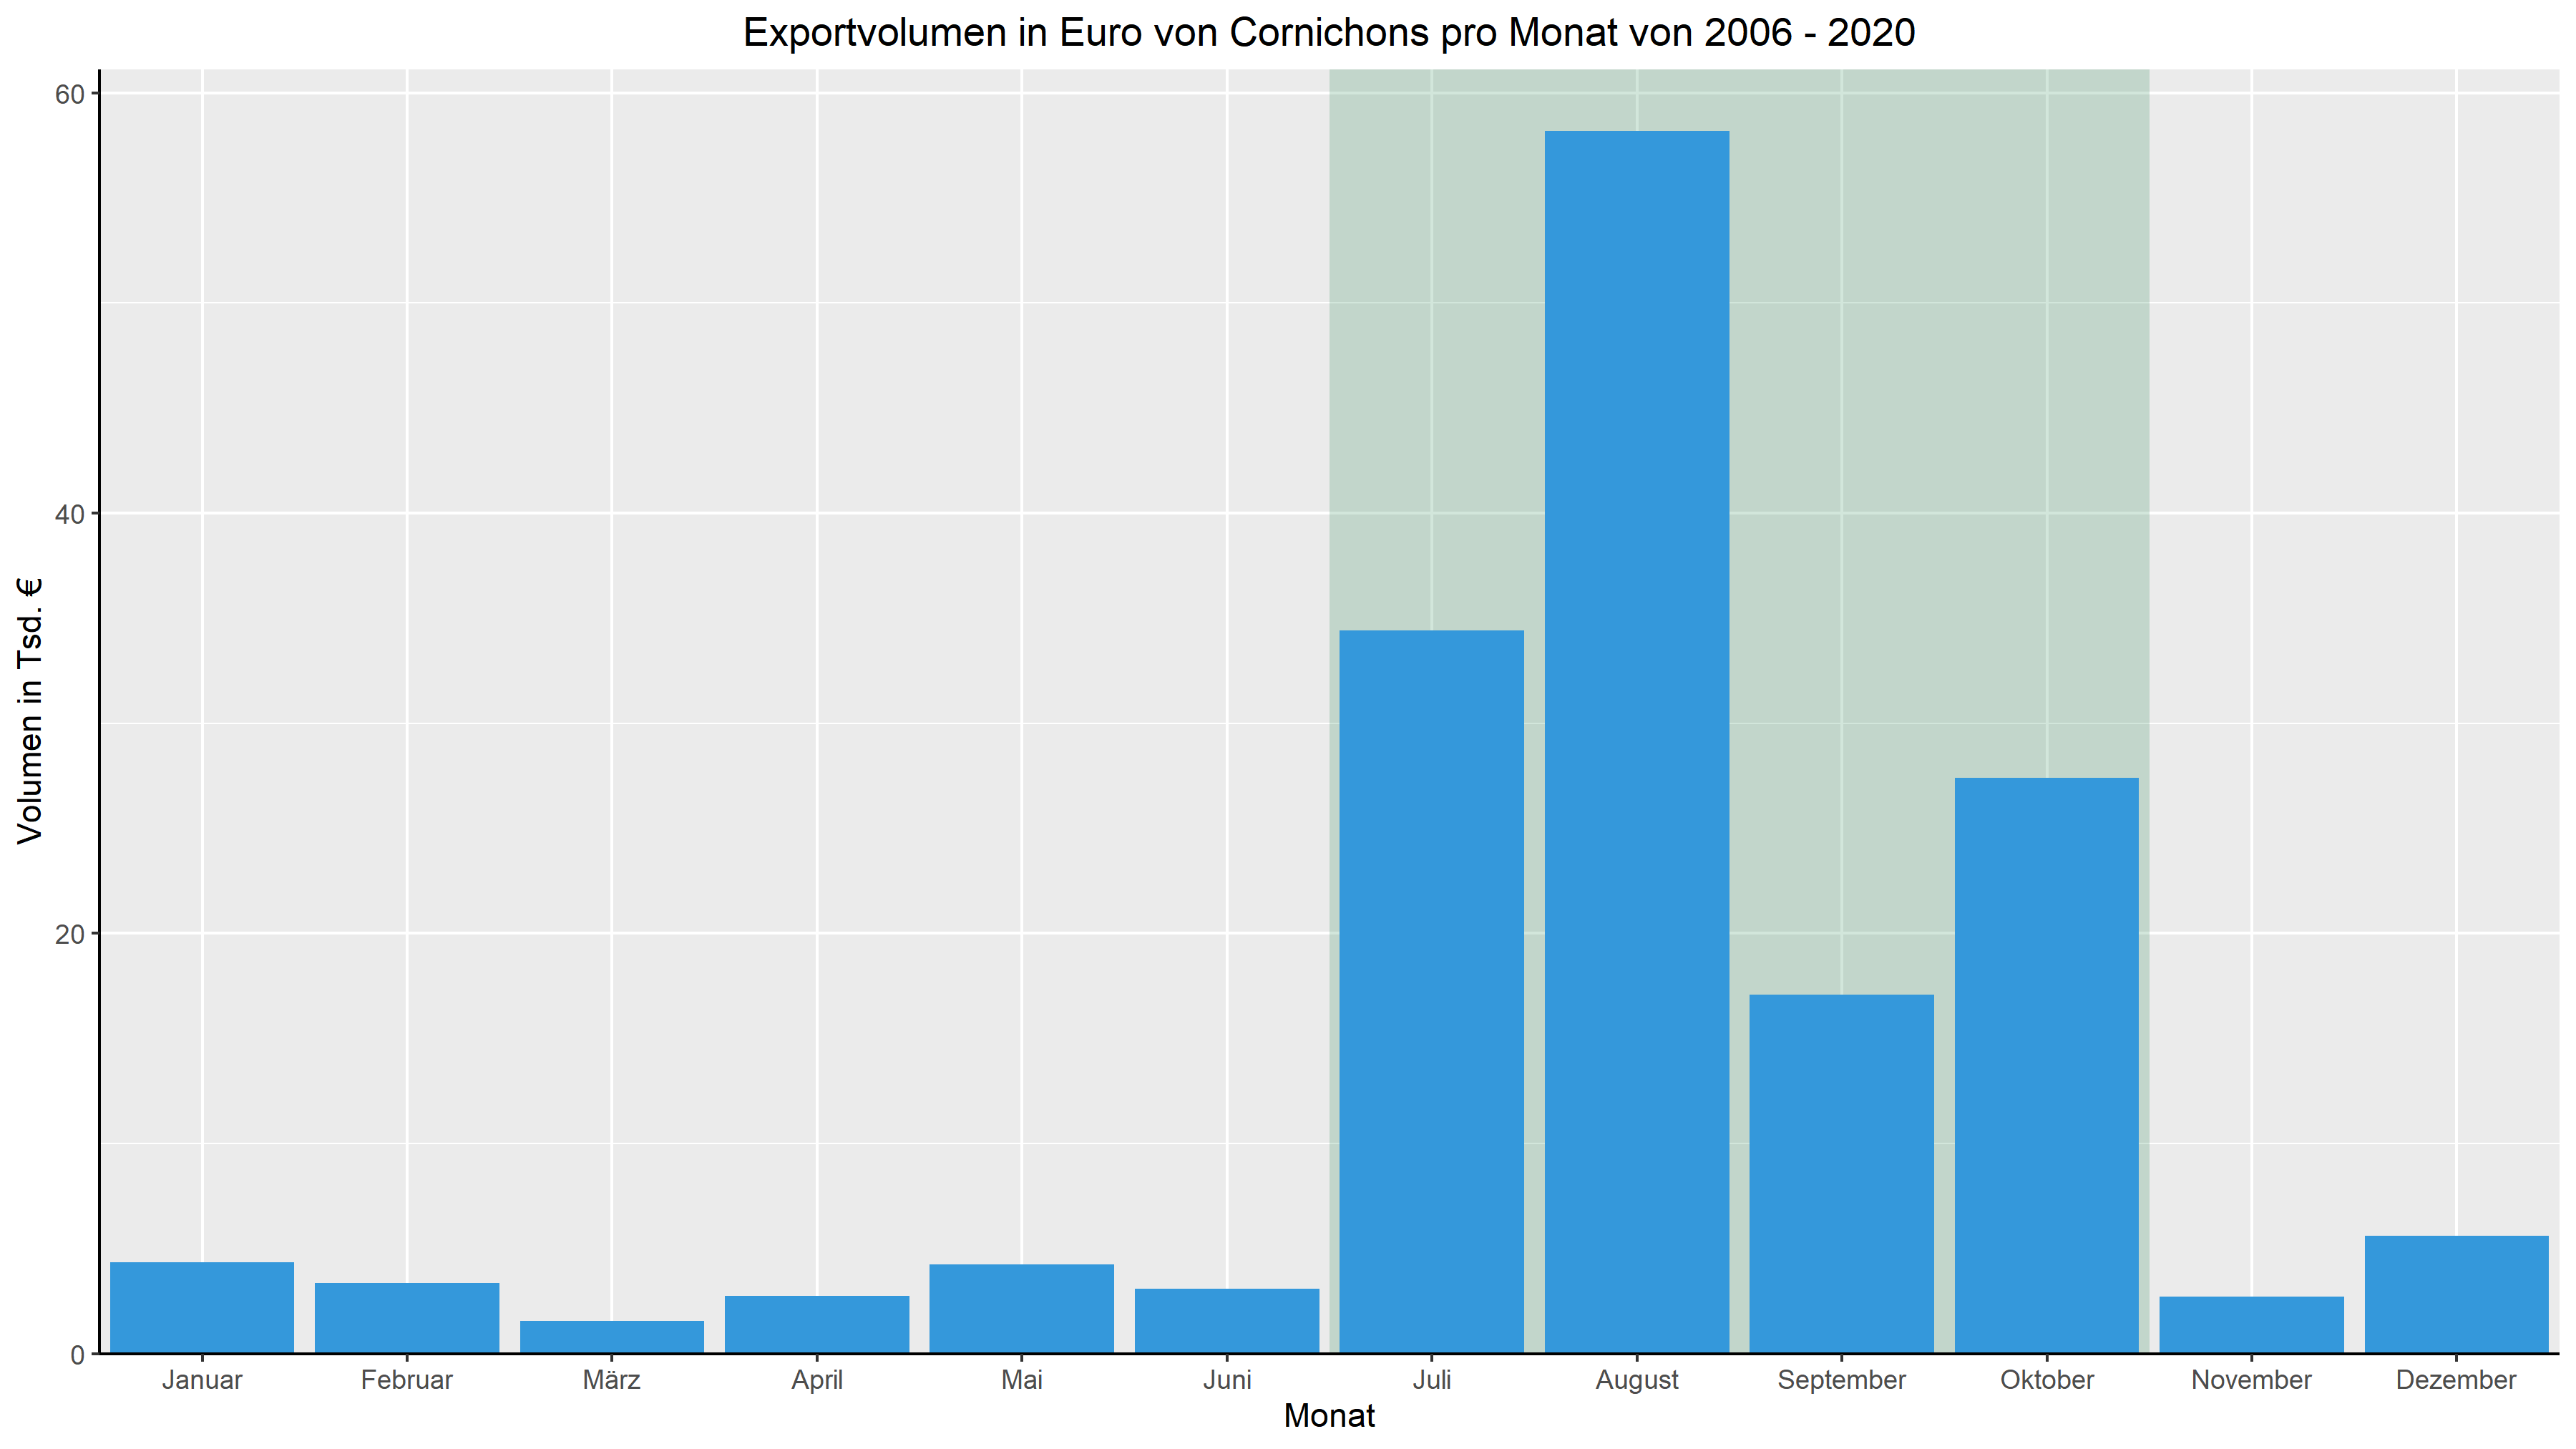 Exportvolumen in Euro von Cornichons pro Monat von 2006 - 2020
60
40
20
0
Volumen in Tsd. €
Januar Februar März April Mai Juni Juli August September Oktober November Dezember
Monat